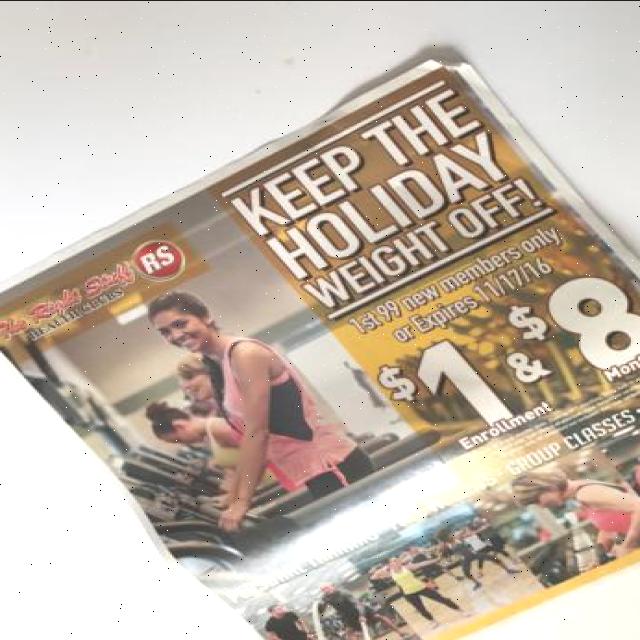 KEEP THE
HOLIDAY
WEIGHT OFF!
The Right Stuff
HEALTH CLUBS
RS
1st 99 new members only,
or Expires 11/17/16
$1 & $8
Enrollment
GROUP CLASSES